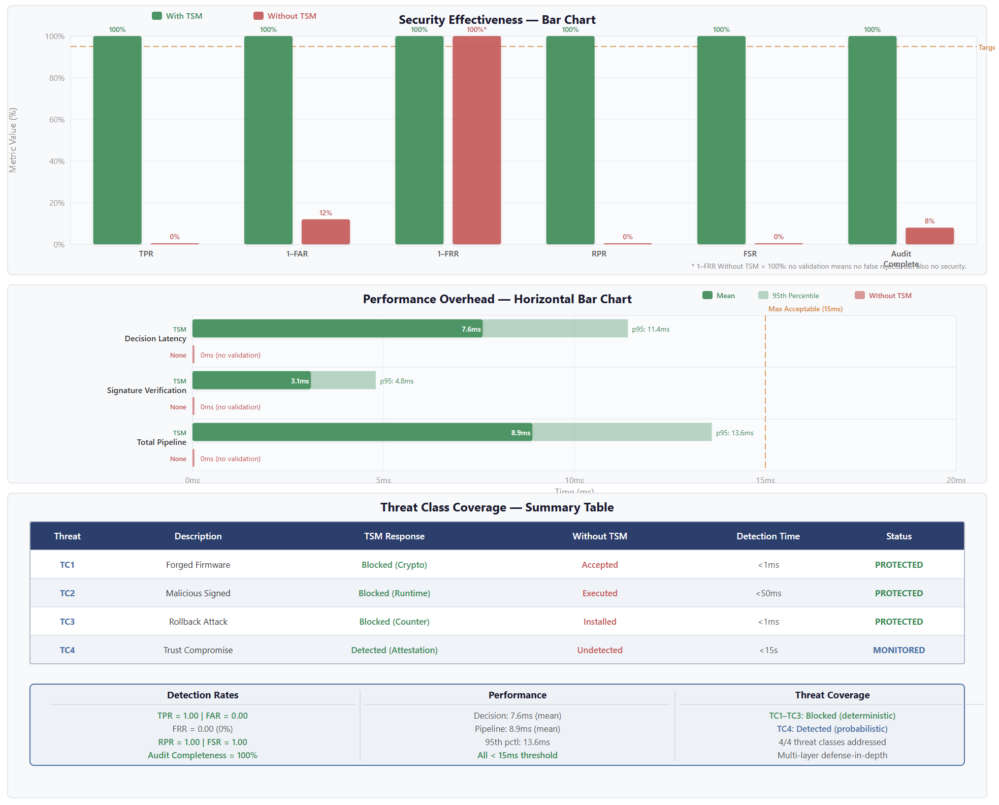 With TSM
Without TSM
Security Effectiveness — Bar Chart
100% 100% 100% 100%* 100% 100% 100%
100%
Targe
80%
60%
40%
20%
0%
Metric Value (%)
0% 12% 0% 0% 8%
TPR 1–FAR 1–FRR RPR FSR Audit
Complete
* 1–FRR Without TSM = 100%: no validation means no false rejects, but also no security.
Performance Overhead — Horizontal Bar Chart
Mean 95th Percentile Without TSM
Max Acceptable (15ms)
TSM 7.6ms p95: 11.4ms
Decision Latency
None 0ms (no validation)
TSM 3.1ms p95: 4.8ms
Signature Verification
None 0ms (no validation)
TSM 8.9ms p95: 13.6ms
Total Pipeline
None 0ms (no validation)
0ms 5ms 10ms 15ms 20ms
Time (ms)
Threat Class Coverage — Summary Table
Threat Description TSM Response Without TSM Detection Time Status
TC1 Forged Firmware Blocked (Crypto) Accepted <1ms PROTECTED
TC2 Malicious Signed Blocked (Runtime) Executed <50ms PROTECTED
TC3 Rollback Attack Blocked (Counter) Installed <1ms PROTECTED
TC4 Trust Compromise Detected (Attestation) Undetected <15s MONITORED
Detection Rates
TPR = 1.00 | FAR = 0.00
FRR = 0.00 (0%)
RPR = 1.00 | FSR = 1.00
Audit Completeness = 100%
Performance
Decision: 7.6ms (mean)
Pipeline: 8.9ms (mean)
95th pctl: 13.6ms
All < 15ms threshold
Threat Coverage
TC1–TC3: Blocked (deterministic)
TC4: Detected (probabilistic)
4/4 threat classes addressed
Multi-layer defense-in-depth